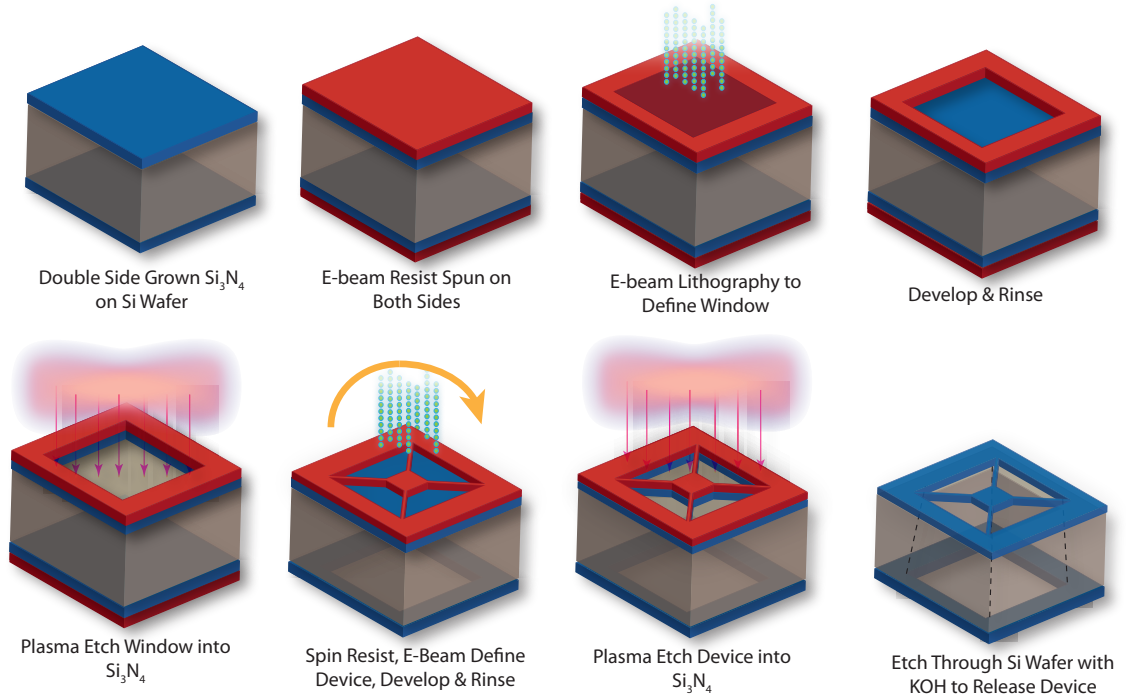 Double Side Grown Si₃N₄
on Si Wafer
E-beam Resist Spun on
Both Sides
E-beam Lithography to
Define Window
Develop & Rinse
Plasma Etch Window into
Si₃N₄
Spin Resist, E-Beam Define
Device, Develop & Rinse
Plasma Etch Device into
Si₃N₄
Etch Through Si Wafer with
KOH to Release Device